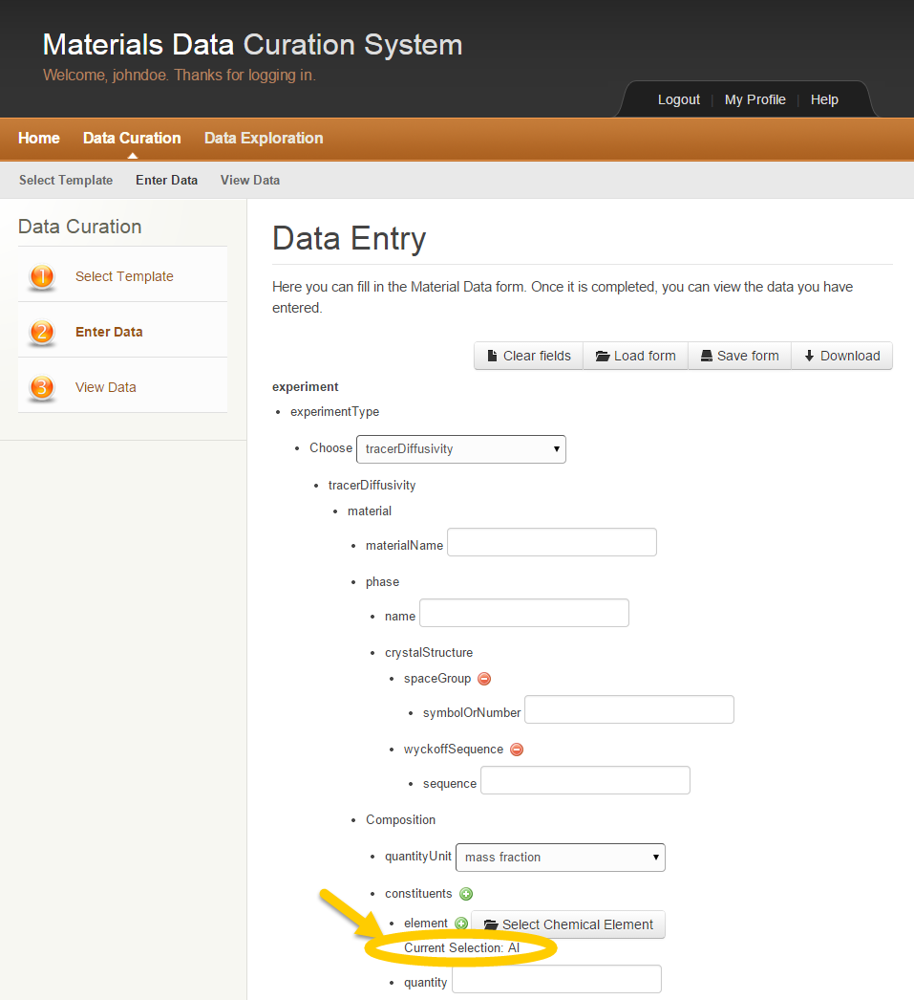 Materials Data Curation System
Welcome, johndoe. Thanks for logging in.
Logout | My Profile | Help
Home Data Curation Data Exploration
Select Template Enter Data View Data
Data Curation
1 Select Template
2 Enter Data
3 View Data
Data Entry
Here you can fill in the Material Data form. Once it is completed, you can view the data you have
entered.
Clear fields Load form Save form Download
experiment
experimentType
Choose tracerDiffusivity
tracerDiffusivity
material
materialName
phase
name
crystalStructure
spaceGroup
symbolOrNumber
wyckoffSequence
sequence
Composition
quantityUnit mass fraction
constituents
element Select Chemical Element
Current Selection: Al
quantity